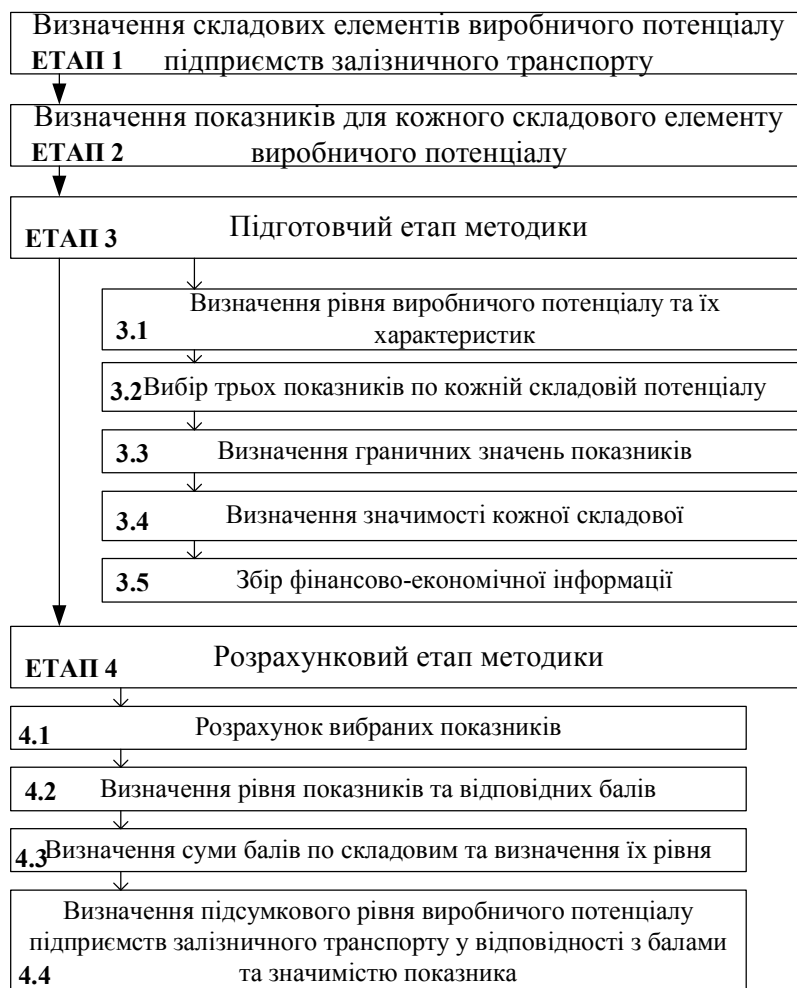 Визначення складових елементів виробничого потенціалу
ЕТАП 1 підприємств залізничного транспорту
Визначення показників для кожного складового елементу
ЕТАП 2 виробничого потенціалу
ЕТАП 3 Підготовчий етап методики
Визначення рівня виробничого потенціалу та їх
3.1 характеристик
3.2 Вибір трьох показників по кожній складовій потенціалу
3.3 Визначення граничних значень показників
3.4 Визначення значимості кожної складової
3.5 Збір фінансово-економічної інформації
ЕТАП 4 Розрахунковий етап методики
4.1 Розрахунок вибраних показників
4.2 Визначення рівня показників та відповідних балів
4.3 Визначення суми балів по складовим та визначення їх рівня
Визначення підсумкового рівня виробничого потенціалу
підприємств залізничного транспорту у відповідності з балами
4.4 та значимістю показника